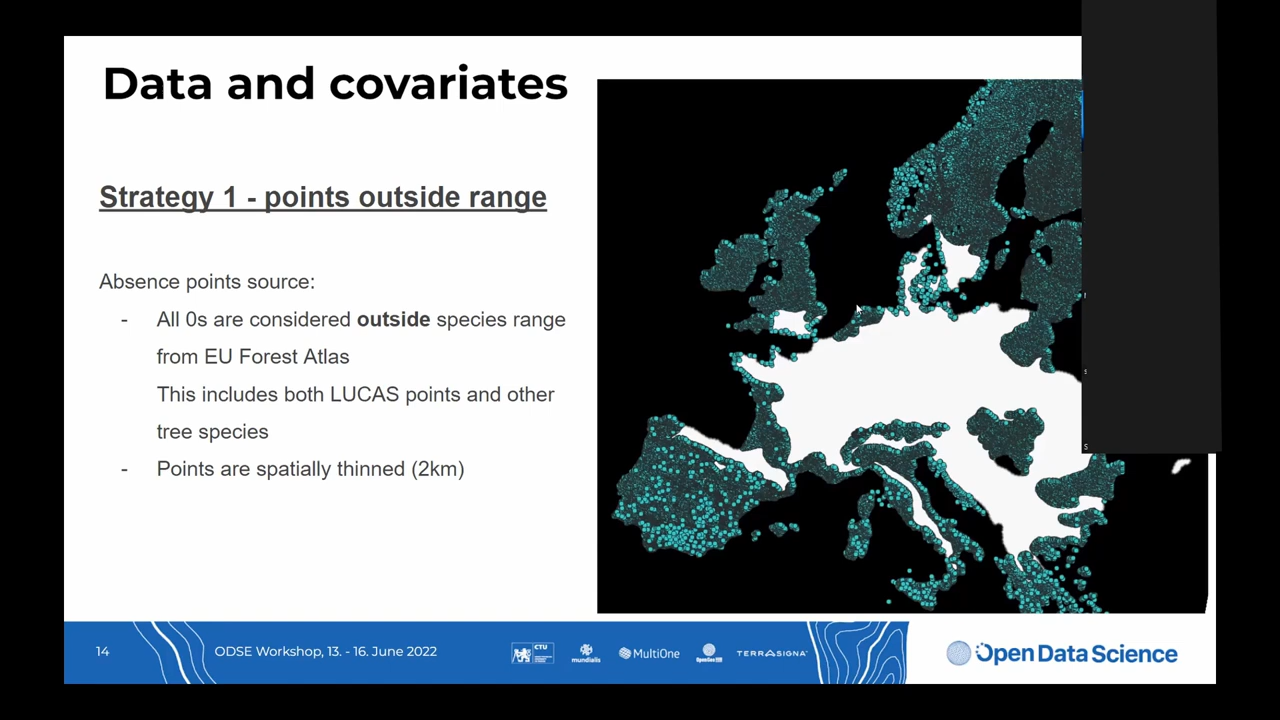 Data and covariates
Strategy 1 - points outside range
Absence points source:
- All 0s are considered outside species range
from EU Forest Atlas
This includes both LUCAS points and other
tree species
- Points are spatially thinned (2km)
14
ODSE Workshop, 13. - 16. June 2022
CTU
mundialis
MultiOne
OpenGeo
TERRASIGNA
Open Data Science